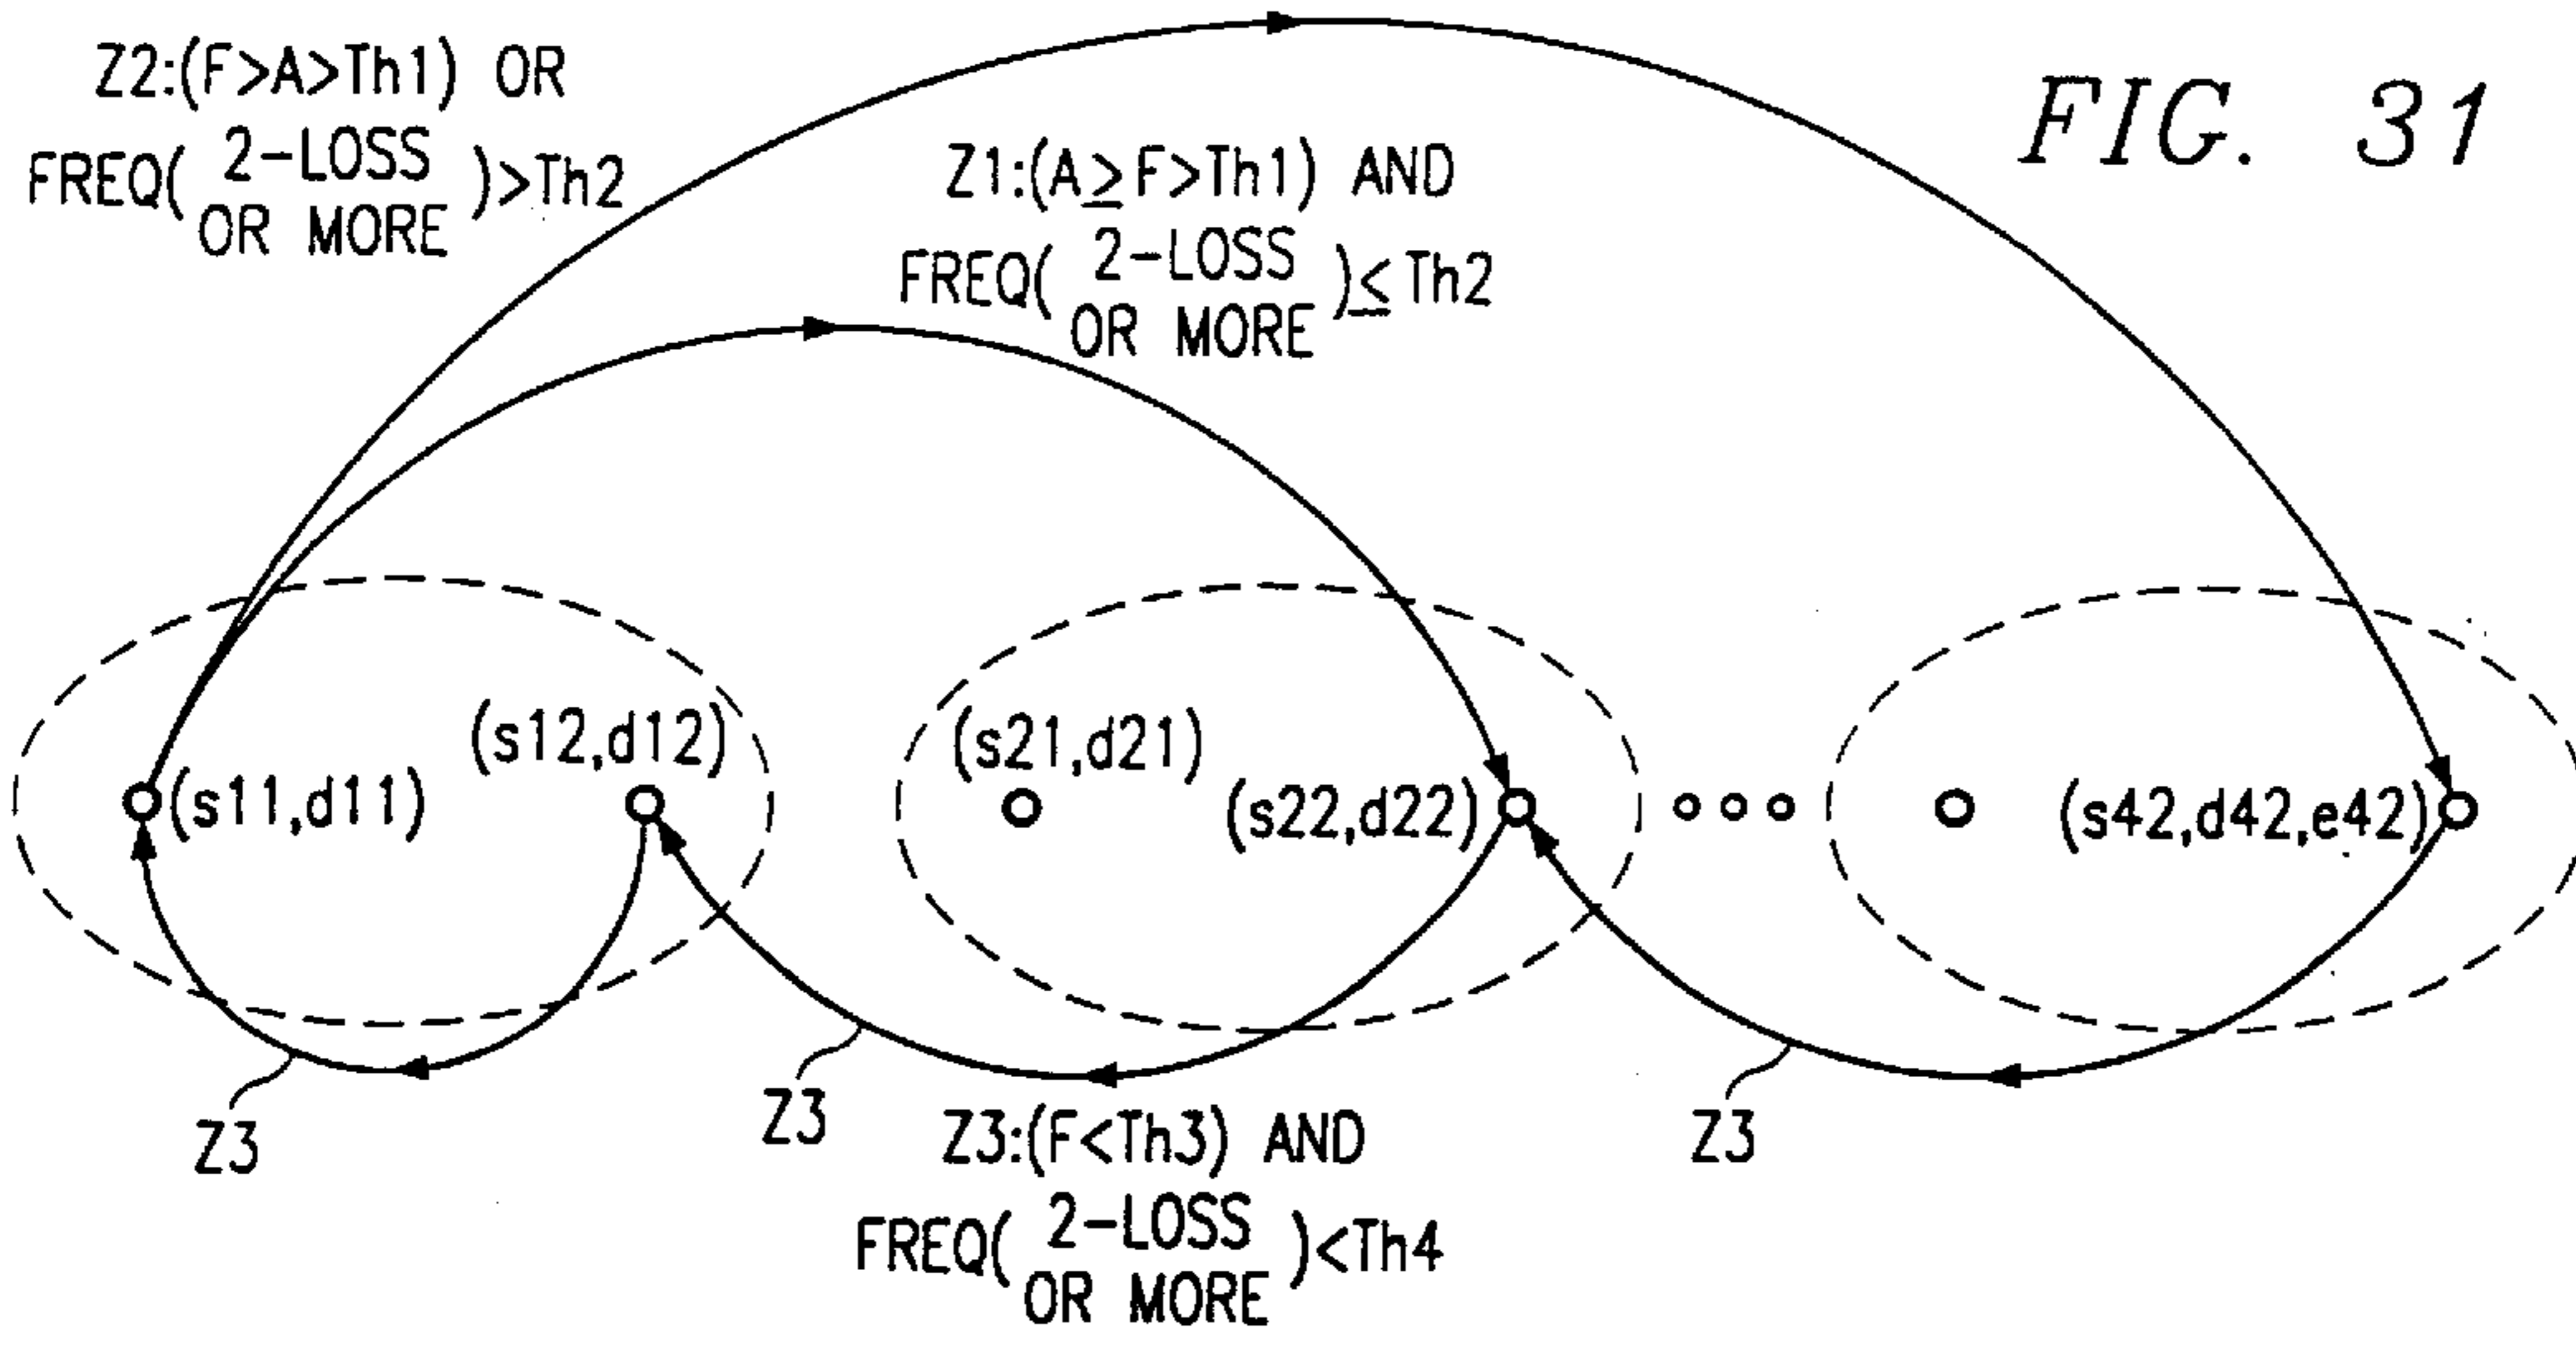 FIG. 31
Z2:(F>A>Th1) OR
FREQ( 2-LOSS OR MORE )>Th2
Z1:(A≥F>Th1) AND
FREQ( 2-LOSS OR MORE )≤Th2
(s11,d11)
(s12,d12)
(s21,d21)
(s22,d22)
(s42,d42,e42)
Z3
Z3
Z3
Z3:(F<Th3) AND
FREQ( 2-LOSS OR MORE )<Th4